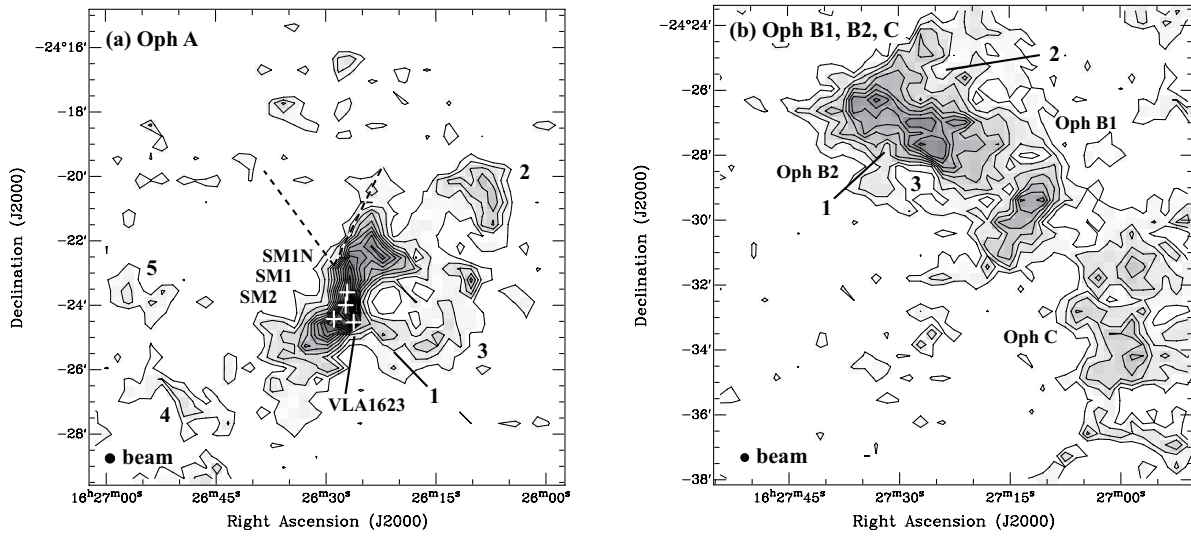 (a) Oph A
−24°16′
−18′
−20′
−22′
−24′
−26′
−28′
Declination (J2000)
2
SM1N
SM1
SM2
5
3
4
1
VLA1623
beam
16ʰ27ᵐ00ˢ
26ᵐ45ˢ
26ᵐ30ˢ
26ᵐ15ˢ
26ᵐ00ˢ
Right Ascension (J2000)
(b) Oph B1, B2, C
−24°24′
−26′
−28′
−30′
−32′
−34′
−36′
−38′
Declination (J2000)
2
Oph B1
Oph B2
3
1
Oph C
beam
16ʰ27ᵐ45ˢ
27ᵐ30ˢ
27ᵐ15ˢ
27ᵐ00ˢ
Right Ascension (J2000)